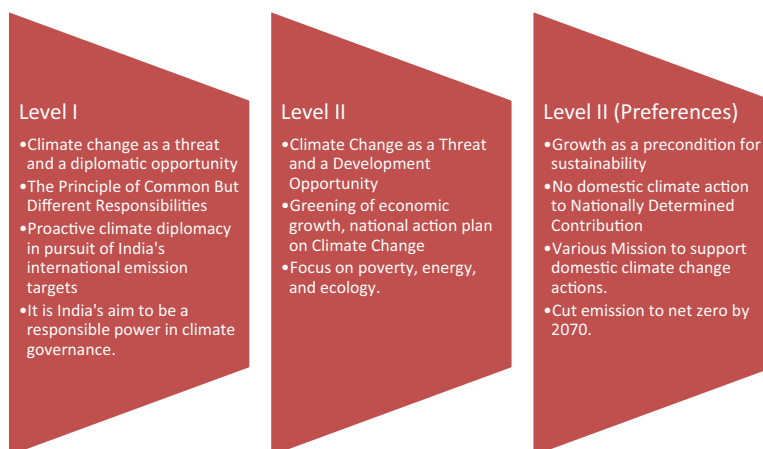 Level I
•Climate change as a threat
and a diplomatic opportunity
•The Principle of Common But
Different Responsibilities
•Proactive climate diplomacy
in pursuit of India's
international emission
targets
•It is India's aim to be a
responsible power in climate
governance.
Level II
•Climate Change as a Threat
and a Development
Opportunity
•Greening of economic
growth, national action plan
on Climate Change
•Focus on poverty, energy,
and ecology.
Level II (Preferences)
•Growth as a precondition for
sustainability
•No domestic climate action
to Nationally Determined
Contribution
•Various Mission to support
domestic climate change
actions.
•Cut emission to net zero by
2070.